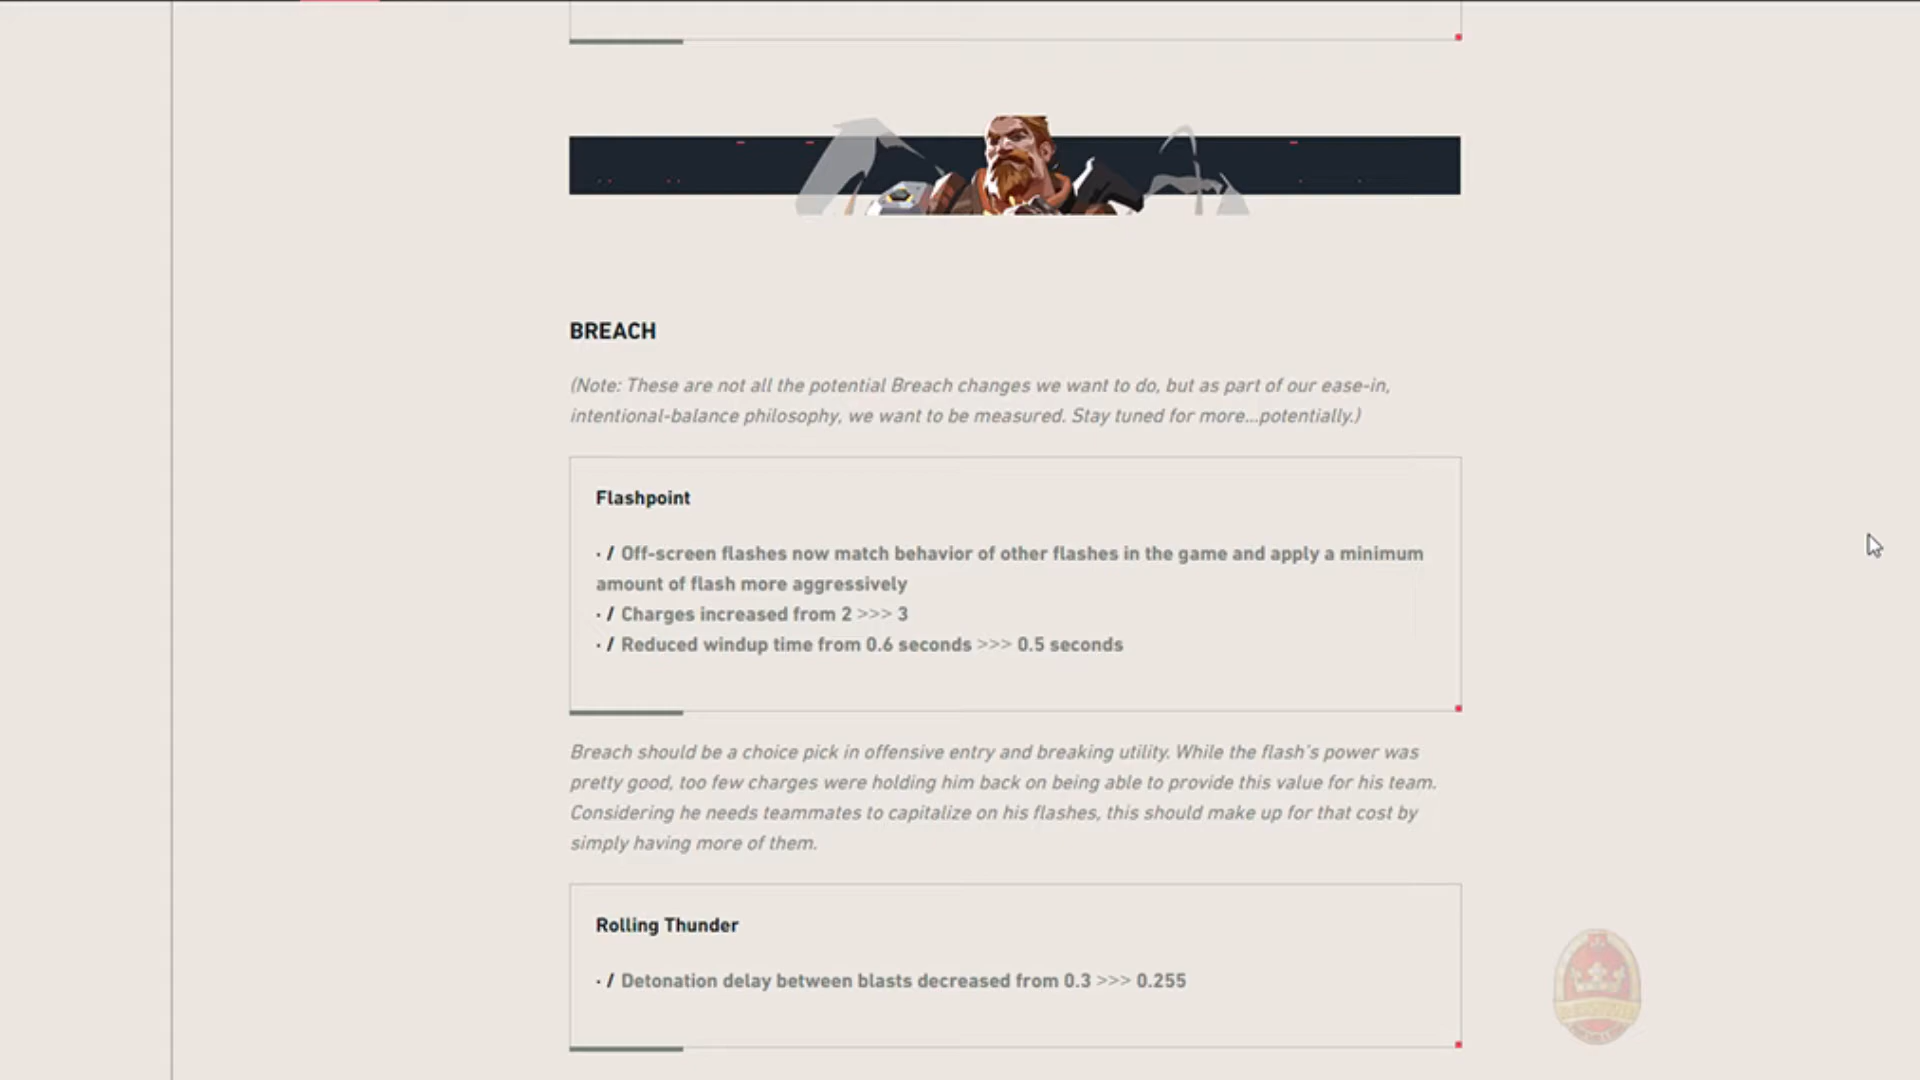 BREACH
(Note: These are not all the potential Breach changes we want to do, but as part of our ease-in,
intentional-balance philosophy, we want to be measured. Stay tuned for more...potentially.)
Flashpoint
· / Off-screen flashes now match behavior of other flashes in the game and apply a minimum
amount of flash more aggressively
· / Charges increased from 2 >>> 3
· / Reduced windup time from 0.6 seconds >>> 0.5 seconds
Breach should be a choice pick in offensive entry and breaking utility. While the flash's power was
pretty good, too few charges were holding him back on being able to provide this value for his team.
Considering he needs teammates to capitalize on his flashes, this should make up for that cost by
simply having more of them.
Rolling Thunder
· / Detonation delay between blasts decreased from 0.3 >>> 0.255